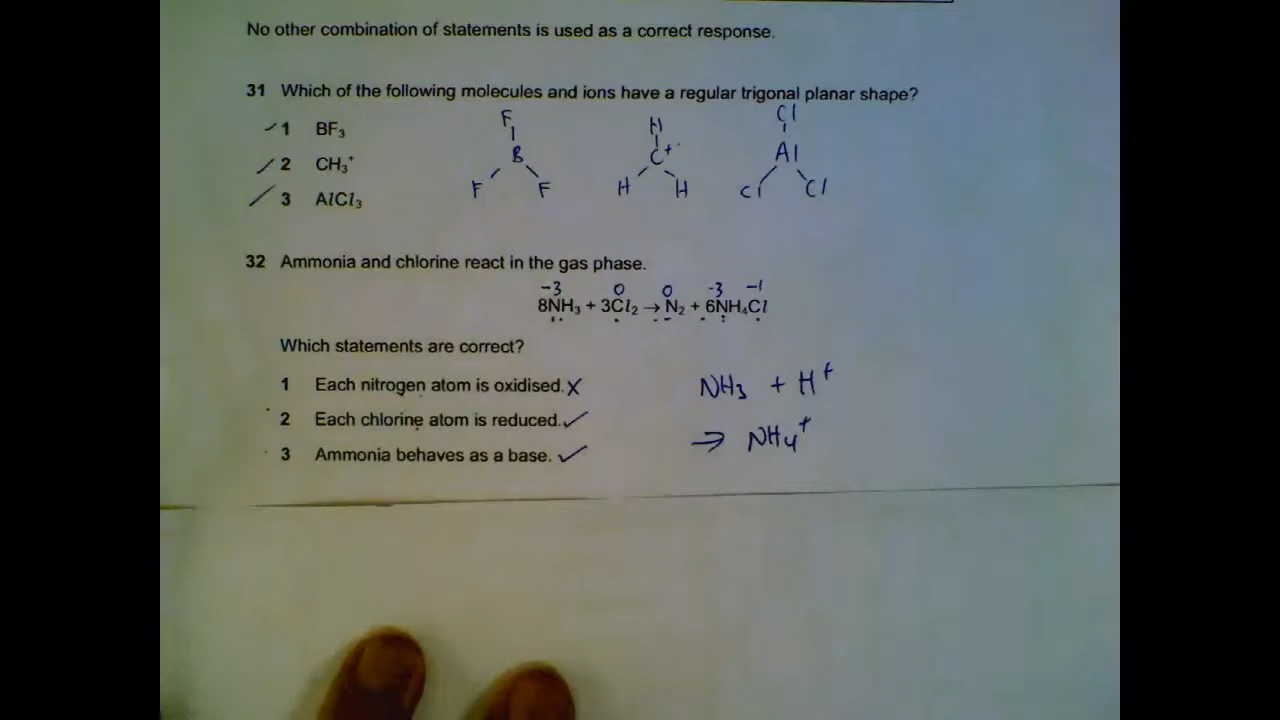 No other combination of statements is used as a correct response.
31 Which of the following molecules and ions have a regular trigonal planar shape?
✓ 1 BF₃
✓ 2 CH₃⁺
✓ 3 AlCl₃
F
B
F F
H
C⁺
H H
Cl
Al
Cl Cl
32 Ammonia and chlorine react in the gas phase.
-3 0 0 -3 -1
8NH₃ + 3Cl₂ → N₂ + 6NH₄Cl
Which statements are correct?
1 Each nitrogen atom is oxidised. X
2 Each chlorine atom is reduced. ✓
3 Ammonia behaves as a base. ✓
NH₃ + H⁺
⇒ NH₄⁺